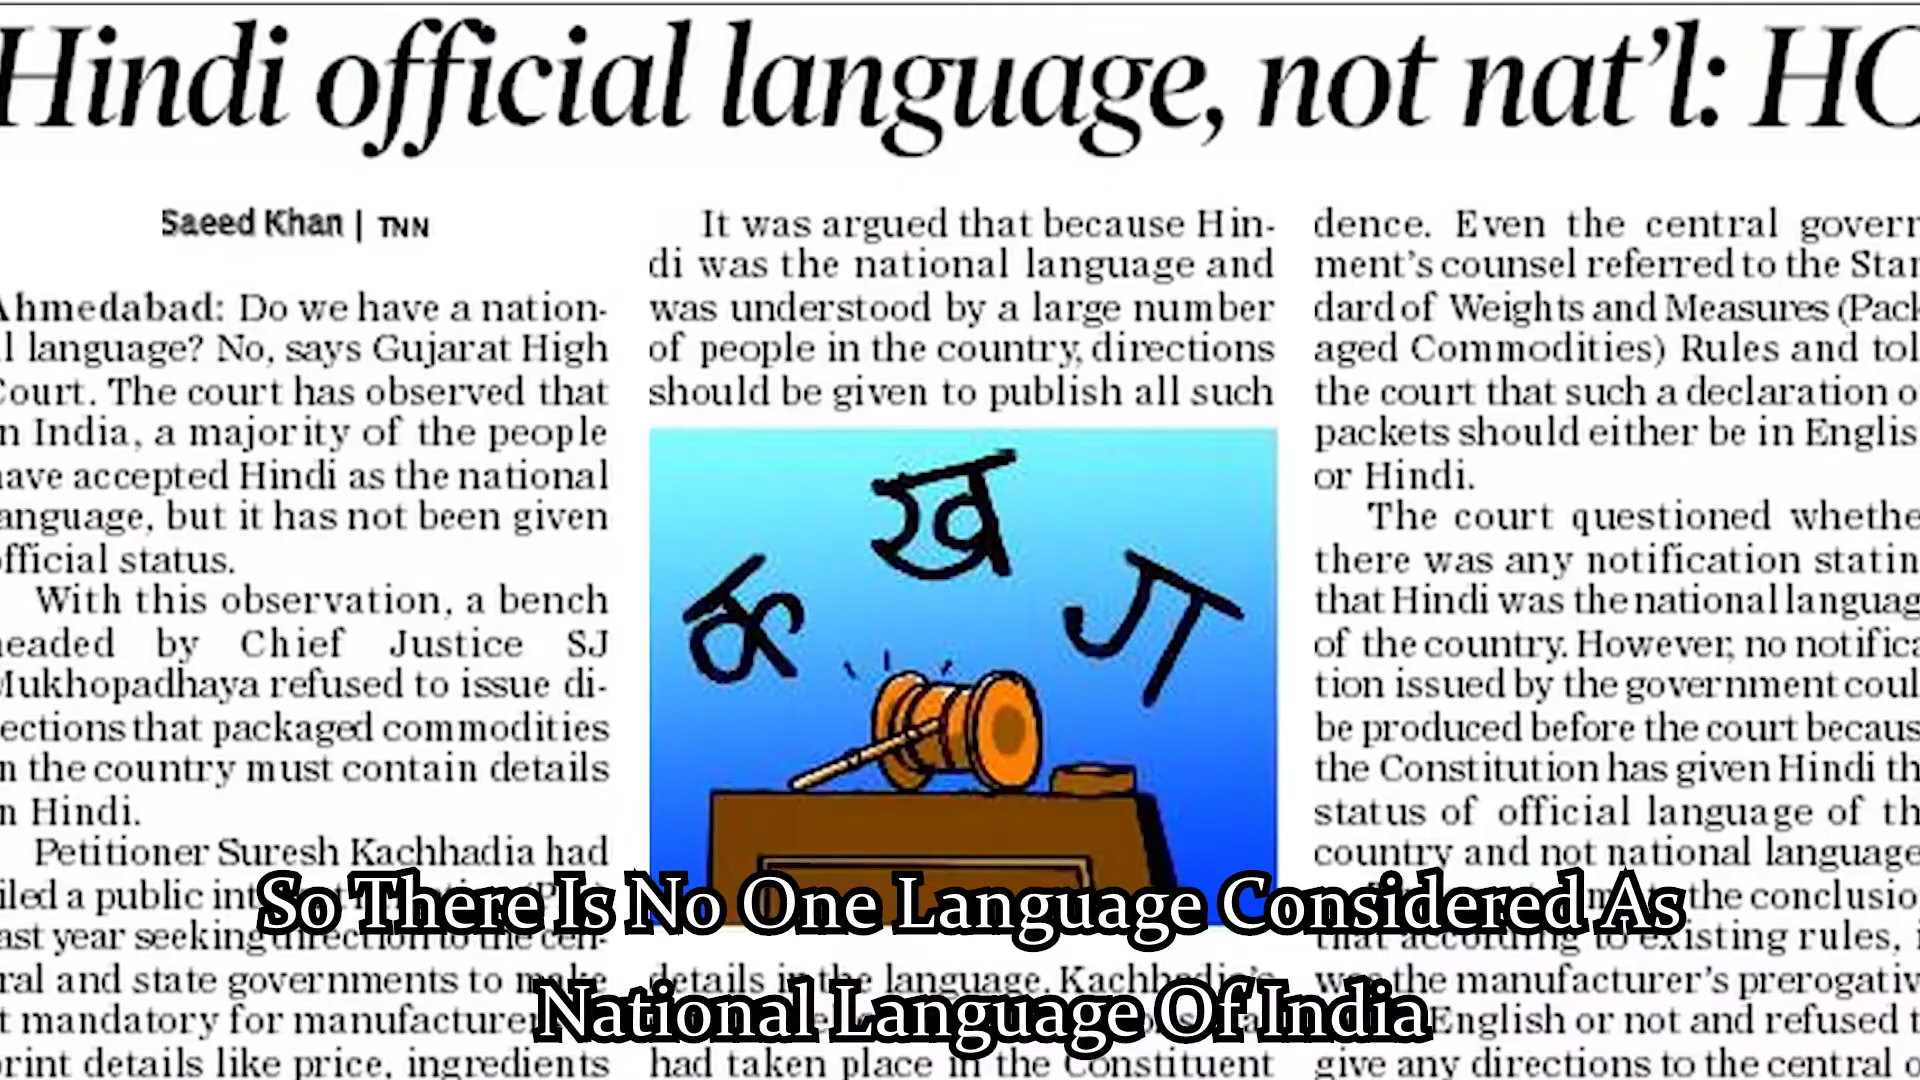 Hindi official language, not nat'l: HC
Saeed Khan | TNN
Ahmedabad: Do we have a nation-
l language? No, says Gujarat High
Court. The court has observed that
n India, a majority of the people
have accepted Hindi as the national
anguage, but it has not been given
official status.
With this observation, a bench
headed by Chief Justice SJ
Mukhopadhaya refused to issue di-
ections that packaged commodities
n the country must contain details
n Hindi.
Petitioner Suresh Kachhadia had
iled a public
ast year seeking direction to the cen-
ral and state governments to make
t mandatory for manufacturer
rint details like price, ingredients
It was argued that because Hin-
di was the national language and
was understood by a large number
of people in the country, directions
should be given to publish all such
क ख ग
details in the language. Kachhadia's
had taken place in the Constituent
dence. Even the central govern
ment's counsel referred to the Stan
dard of Weights and Measures (Pack
aged Commodities) Rules and tol
the court that such a declaration o
packets should either be in Englis
or Hindi.
The court questioned whethe
there was any notification statin
that Hindi was the national languag
of the country. However, no notifica
tion issued by the government coul
be produced before the court becaus
the Constitution has given Hindi th
status of official language of th
country and not national language
the conclusio
that according to existing rules, i
was the manufacturer's prerogativ
English or not and refused t
give any directions to the central o
So There Is No One Language Considered As
National Language Of India